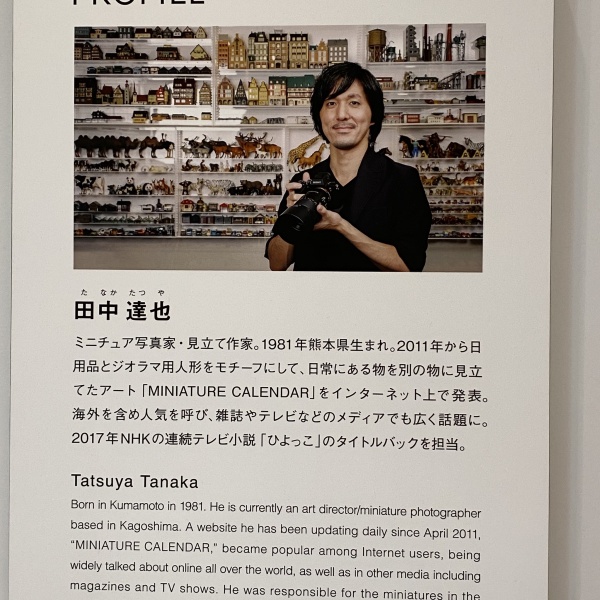 PROFILE
た なか たつ や
田中 達也
ミニチュア写真家・見立て作家。1981年熊本県生まれ。2011年から日
用品とジオラマ用人形をモチーフにして、日常にある物を別の物に見立
てたアート「MINIATURE CALENDAR」をインターネット上で発表。
海外を含め人気を呼び、雑誌やテレビなどのメディアでも広く話題に。
2017年NHKの連続テレビ小説「ひよっこ」のタイトルバックを担当。
Tatsuya Tanaka
Born in Kumamoto in 1981. He is currently an art director/miniature photographer
based in Kagoshima. A website he has been updating daily since April 2011,
“MINIATURE CALENDAR,” became popular among Internet users, being
widely talked about online all over the world, as well as in other media including
magazines and TV shows. He was responsible for the miniatures in the